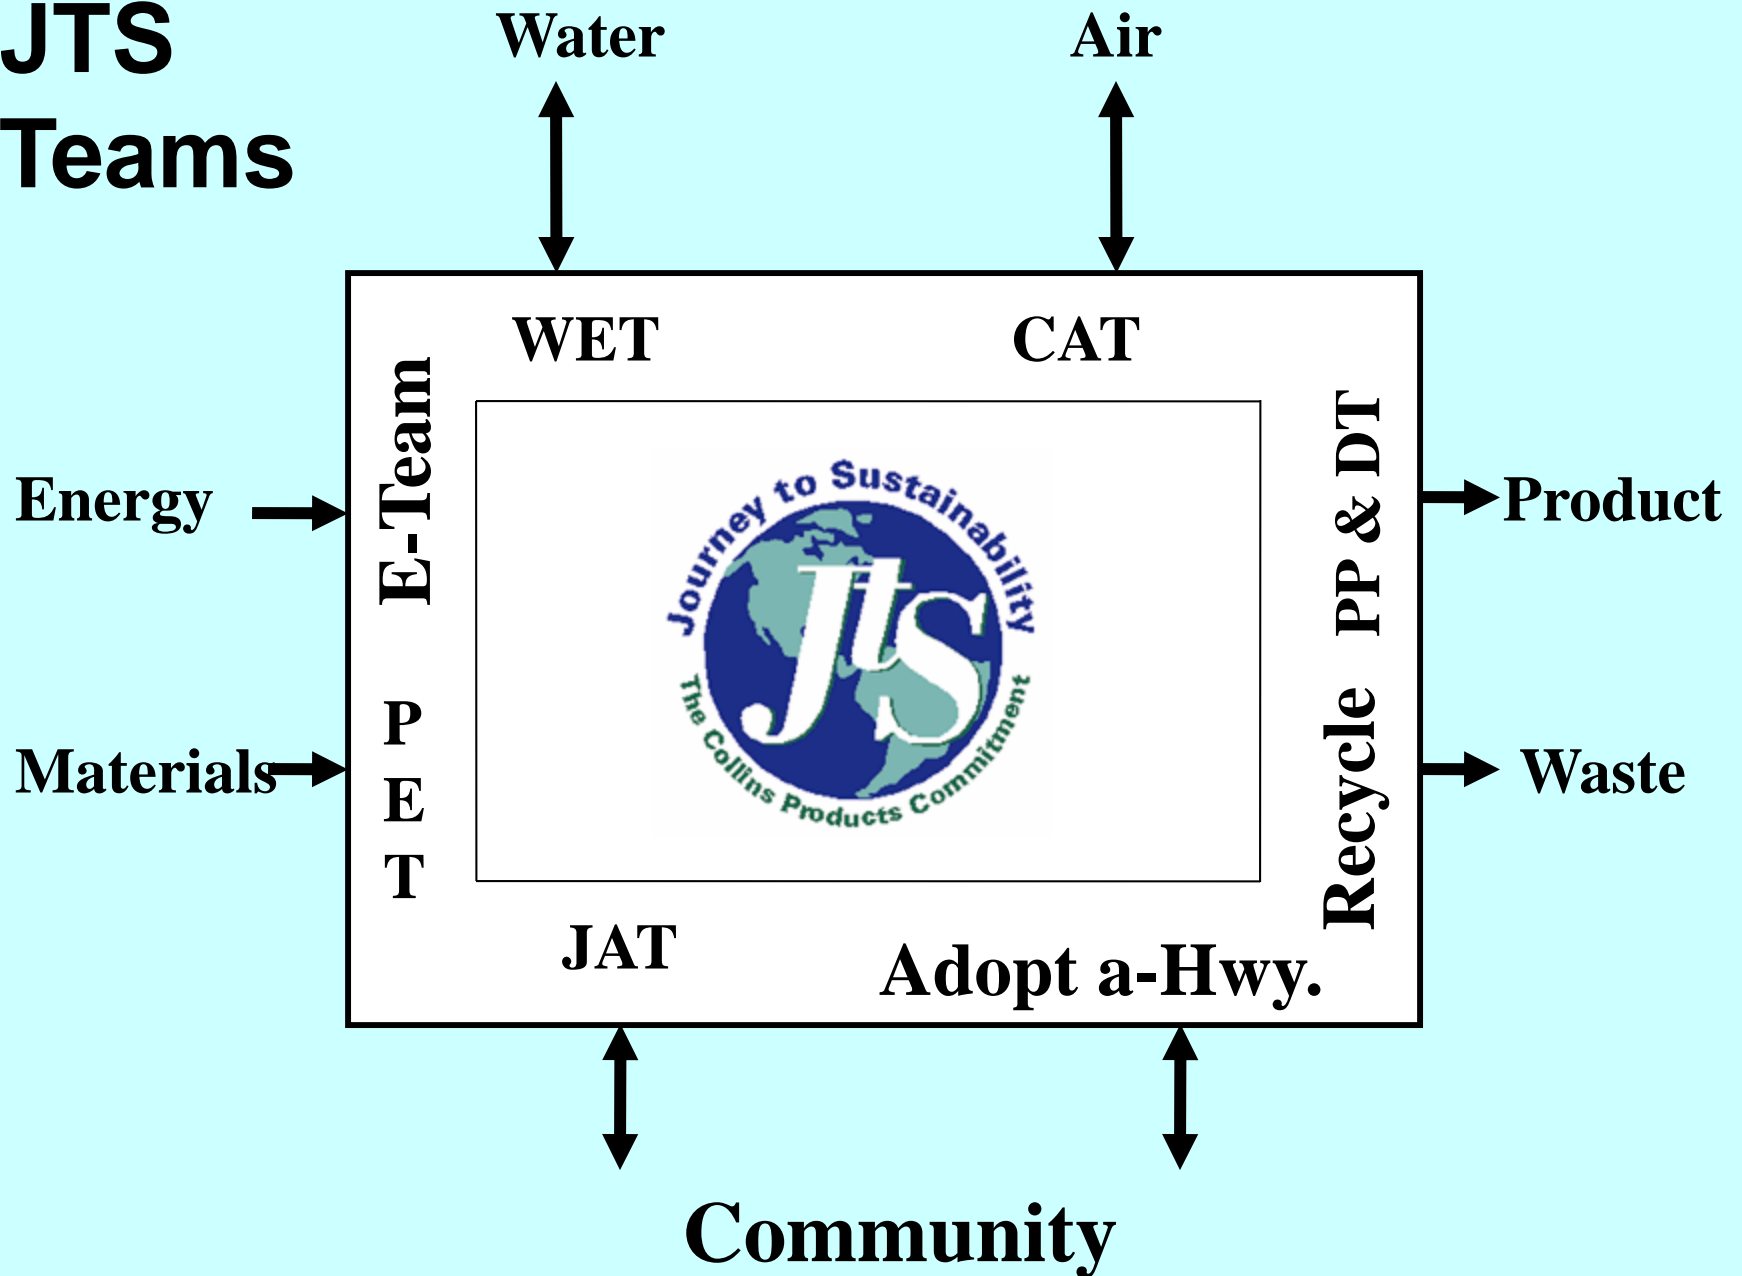 JTS
Teams
Water
Air
WET
CAT
E-Team
PP & DT
Energy
Product
Journey to Sustainability
JtS
The Collins Products Commitment
P
E
T
Materials
Recycle
Waste
JAT
Adopt a-Hwy.
Community